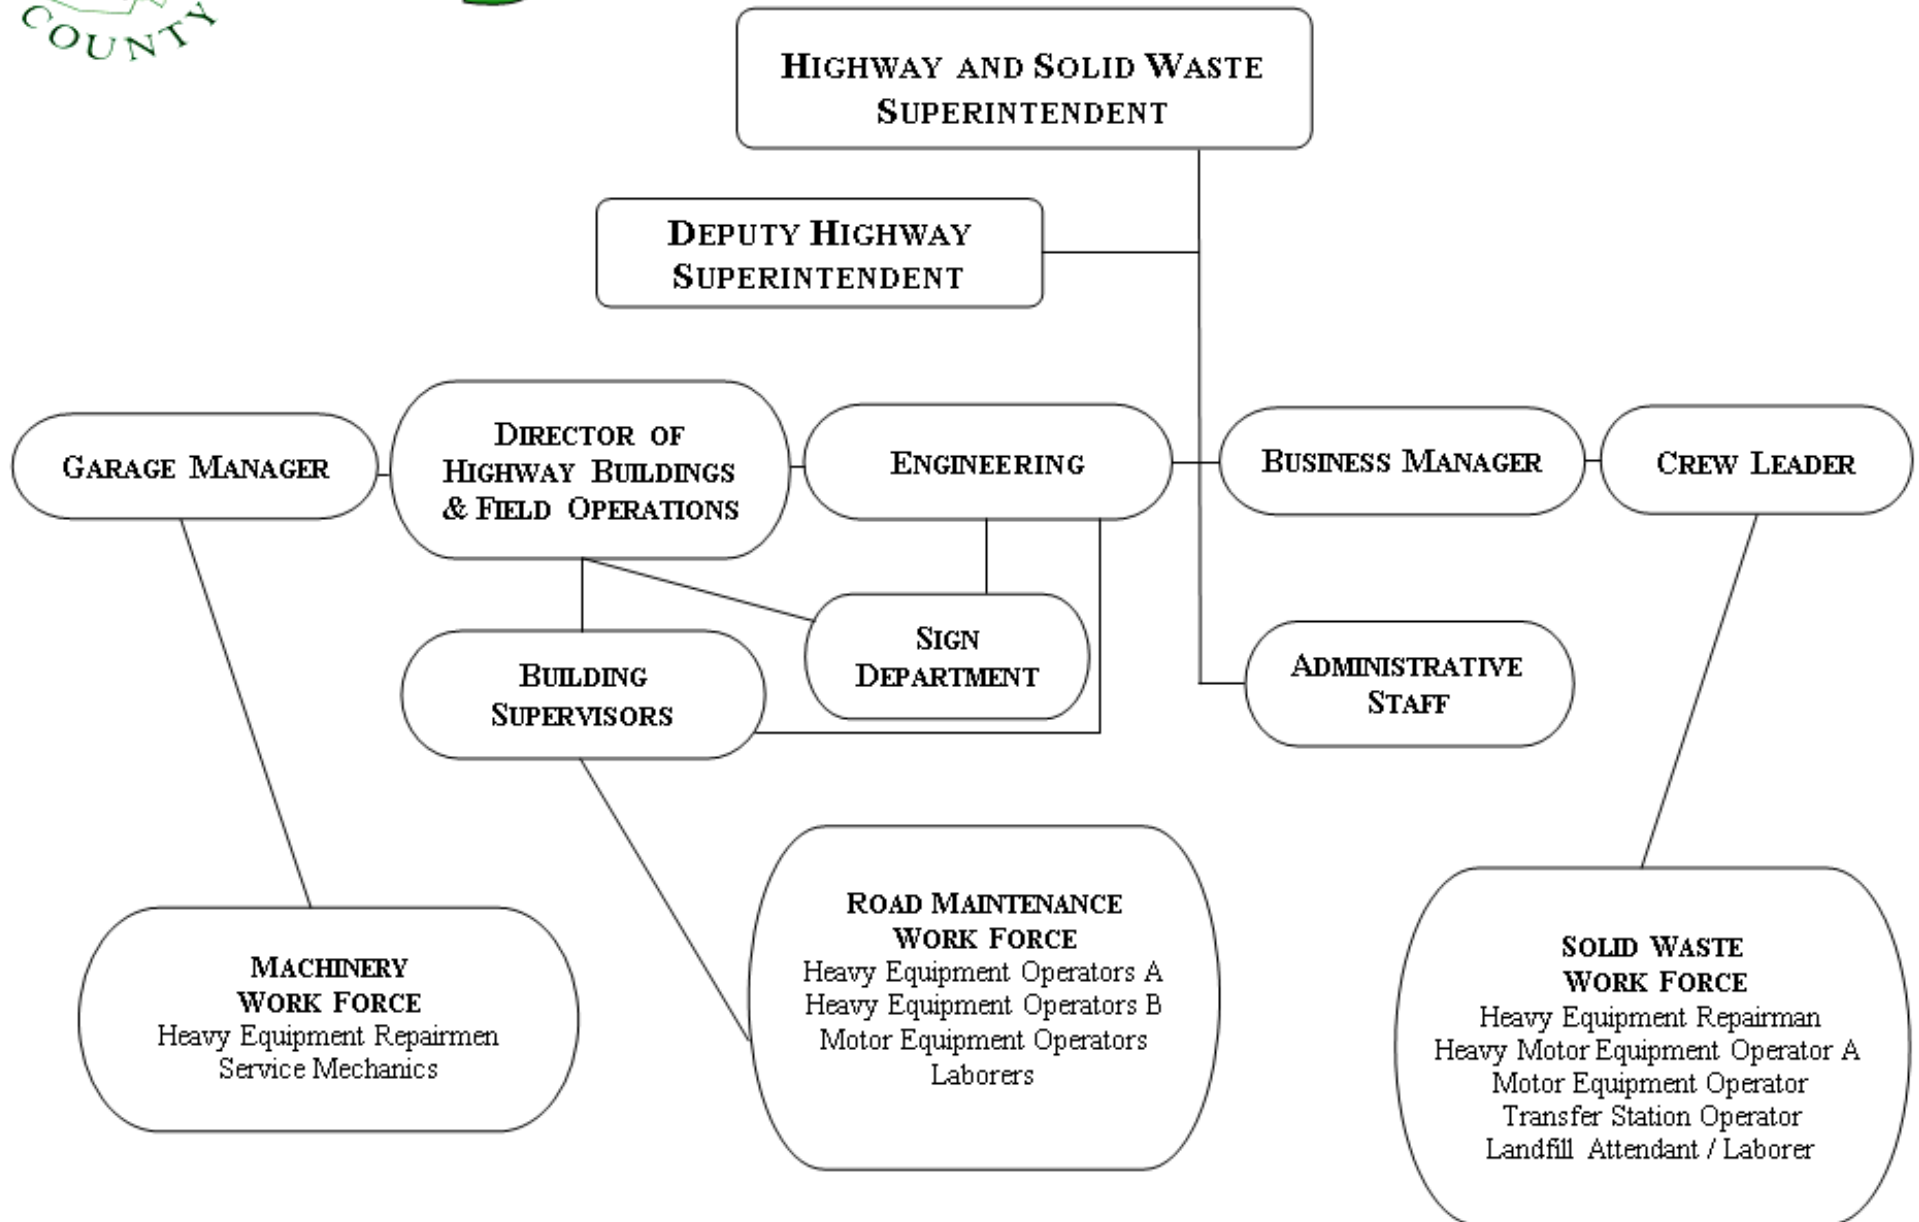 COUNTY
HIGHWAY AND SOLID WASTE
SUPERINTENDENT
DEPUTY HIGHWAY
SUPERINTENDENT
GARAGE MANAGER
DIRECTOR OF
HIGHWAY BUILDINGS
& FIELD OPERATIONS
ENGINEERING
BUSINESS MANAGER
CREW LEADER
BUILDING
SUPERVISORS
SIGN
DEPARTMENT
ADMINISTRATIVE
STAFF
MACHINERY
WORK FORCE
Heavy Equipment Repairmen
Service Mechanics
ROAD MAINTENANCE
WORK FORCE
Heavy Equipment Operators A
Heavy Equipment Operators B
Motor Equipment Operators
Laborers
SOLID WASTE
WORK FORCE
Heavy Equipment Repairman
Heavy Motor Equipment Operator A
Motor Equipment Operator
Transfer Station Operator
Landfill Attendant / Laborer